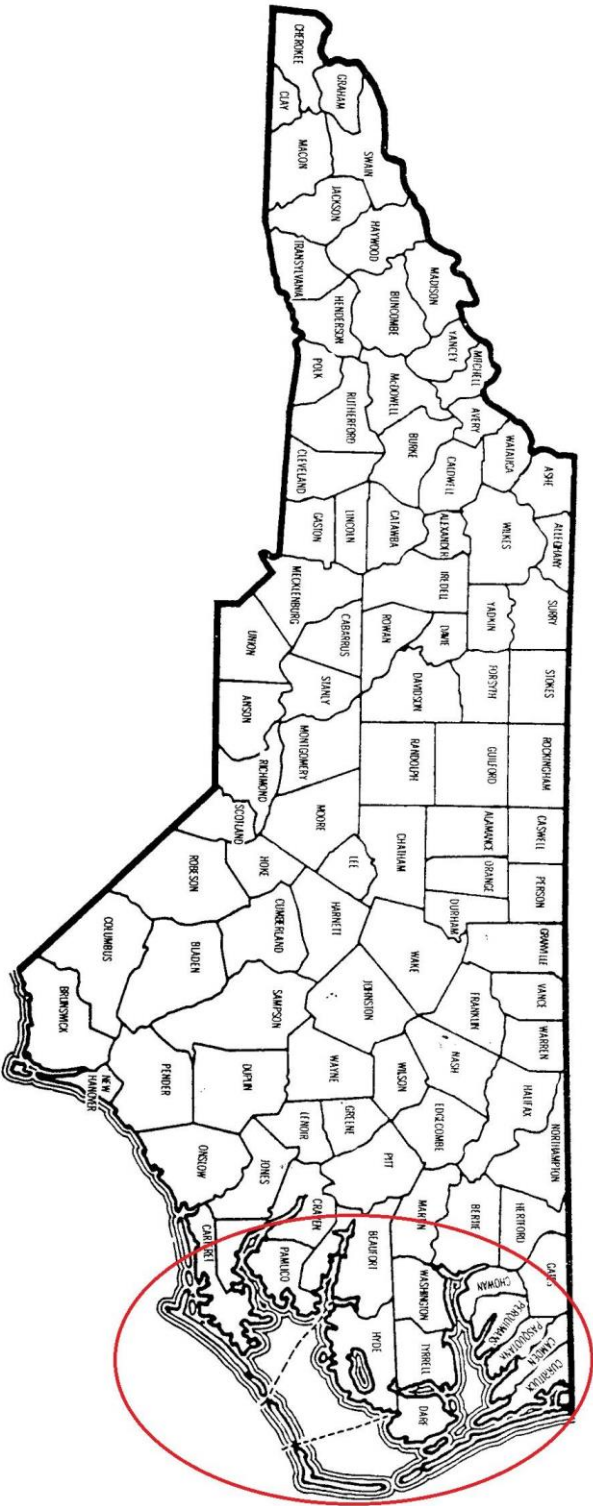 CHEROKEE
GRAHAM
CLAY
SWAIN
MACON
JACKSON
HAYWOOD
TRANSYLVANIA
MADISON
BUNCOMBE
HENDERSON
YANCEY
MITCHELL
POLK
McDOWELL
RUTHERFORD
AVERY
BURKE
WATAUGA
CALDWELL
CLEVELAND
ASHE
ALLEGHANY
WILKES
ALEXANDER
CATAWBA
LINCOLN
GASTON
SURRY
YADKIN
IREDELL
DAVIE
ROWAN
MECKLENBURG
CABARRUS
UNION
STOKES
FORSYTH
DAVIDSON
STANLY
ANSON
ROCKINGHAM
GUILFORD
RANDOLPH
MONTGOMERY
RICHMOND
SCOTLAND
CASWELL
ALAMANCE
ORANGE
CHATHAM
MOORE
LEE
HOKE
ROBESON
PERSON
DURHAM
HARNETT
CUMBERLAND
BLADEN
COLUMBUS
BRUNSWICK
GRANVILLE
WAKE
VANCE
FRANKLIN
JOHNSTON
SAMPSON
WARREN
NASH
WILSON
WAYNE
DUPLIN
PENDER
NEW
HANOVER
HALIFAX
NORTHAMPTON
EDGECOMBE
GREENE
LENOIR
JONES
ONSLOW
PITT
CRAVEN
CARTERET
HERTFORD
BERTIE
MARTIN
BEAUFORT
PAMLICO
GATES
CHOWAN
WASHINGTON
HYDE
PERQUIMANS
PASQUOTANK
CAMDEN
CURRITUCK
TYRRELL
DARE